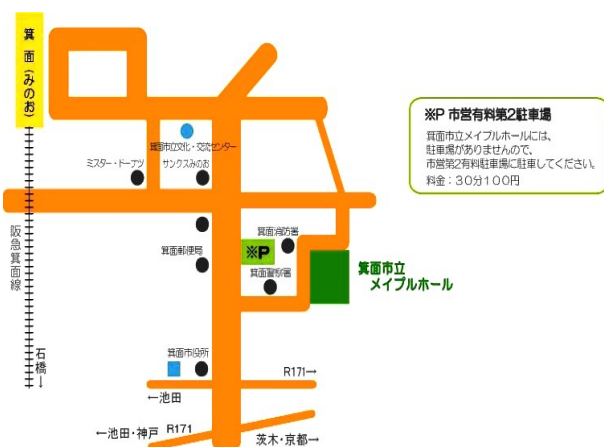 箕面(みのお)
※P 市営有料第2駐車場
箕面市立メイプルホールには、
駐車場がありませんので、
市営第2有料駐車場に駐車してください。
料金：30分100円
箕面市立文化・交流センター
ミスター・ドーナツ
サンクスみのお
阪急箕面線
箕面消防署
箕面郵便局
※P
箕面警察署
箕面市立
メイプルホール
石橋→
箕面市役所
R171→
←池田
←池田・神戸
R171
茨木・京都→